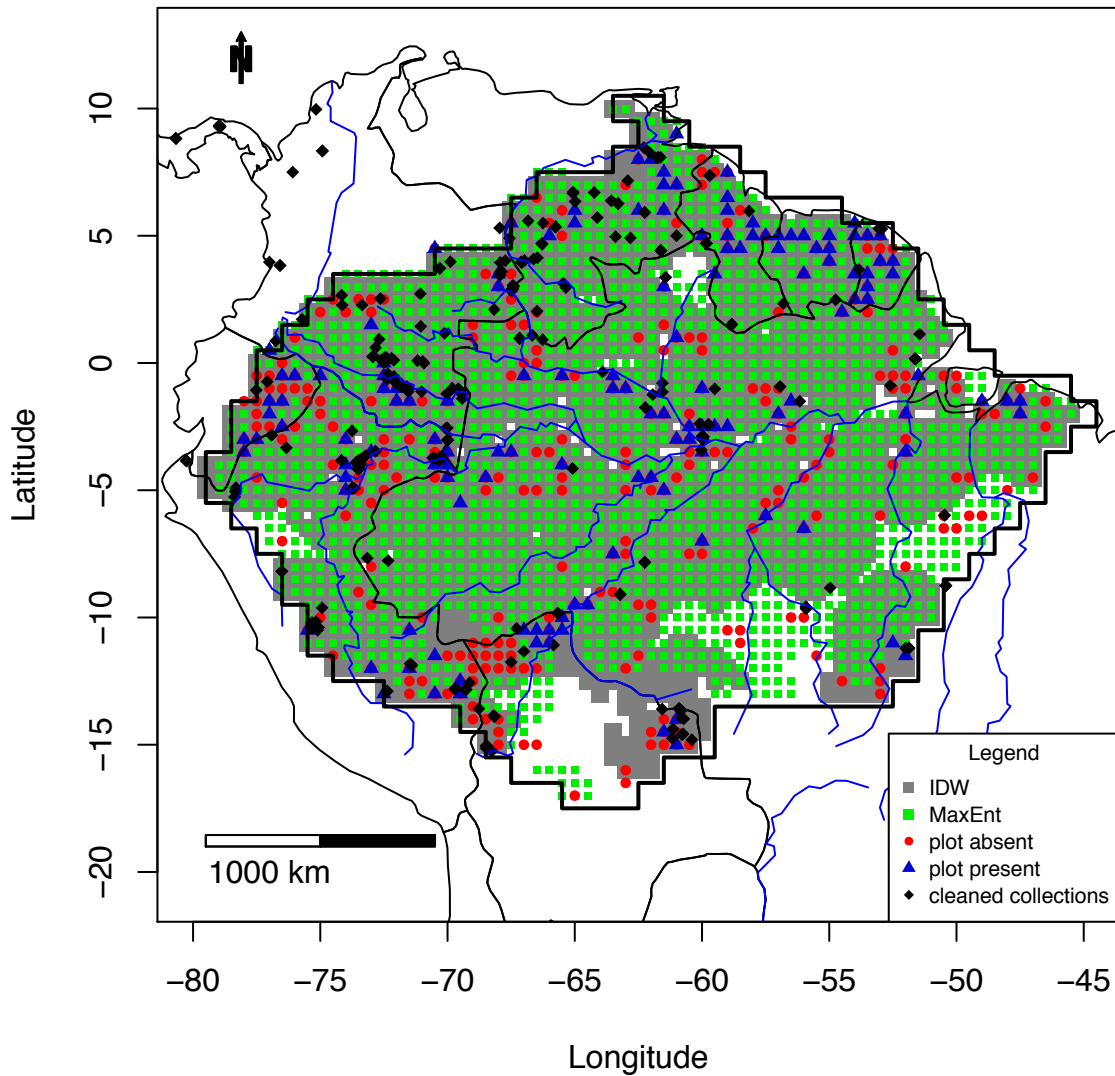 N
Latitude
10
5
0
−5
−10
−15
−20
1000 km
Legend
IDW
MaxEnt
plot absent
plot present
cleaned collections
−80 −75 −70 −65 −60 −55 −50 −45
Longitude